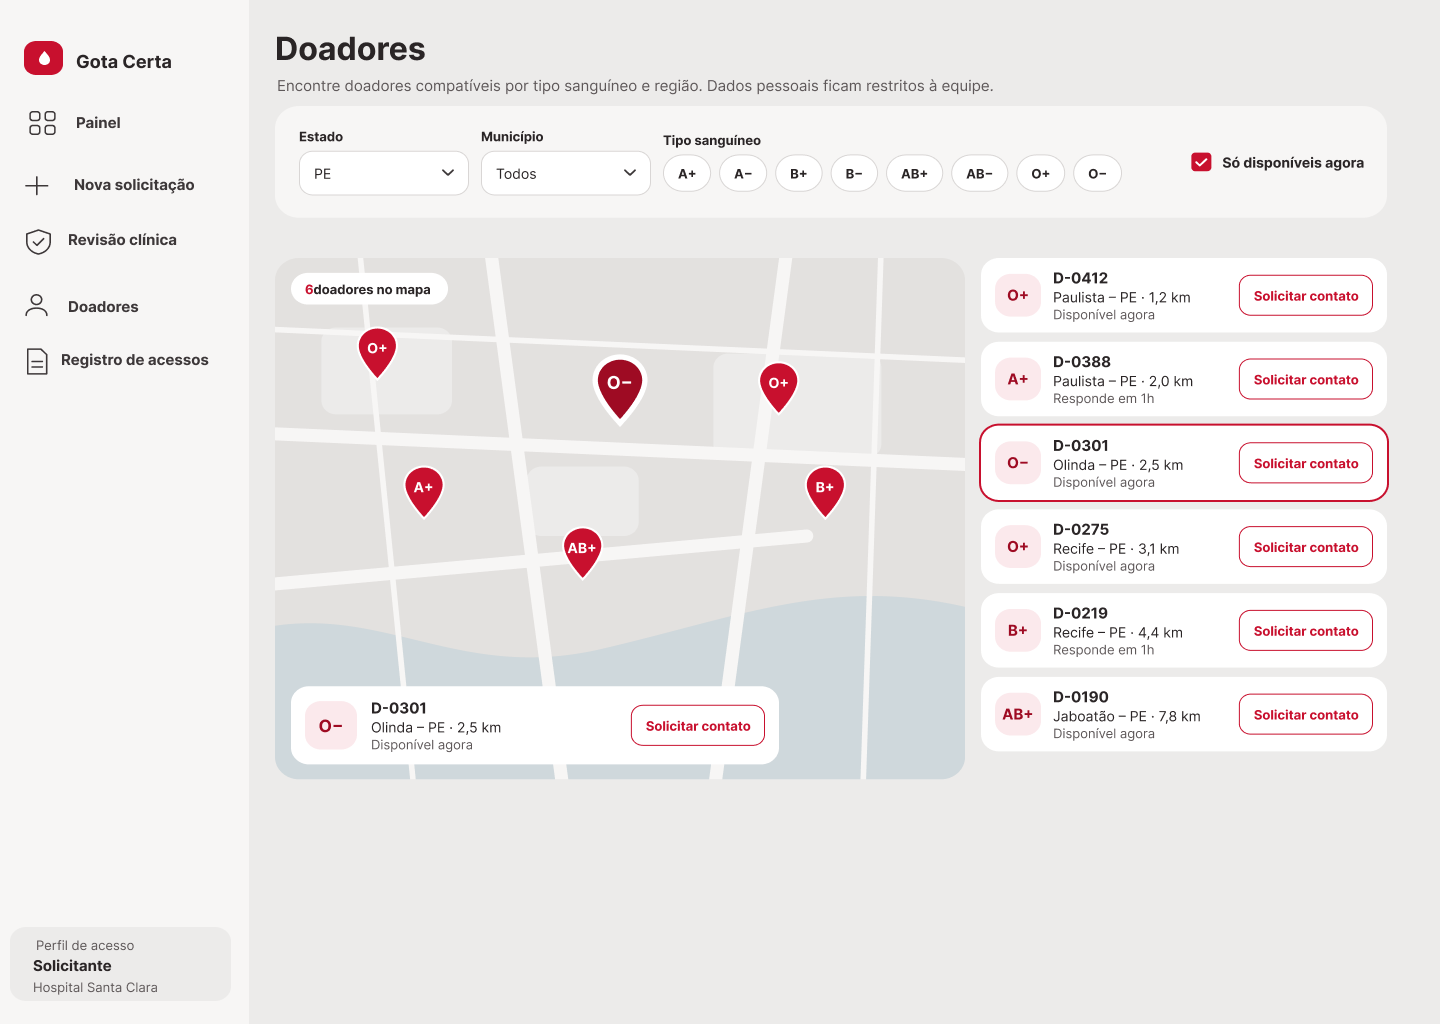 Gota Certa
Painel
Nova solicitação
Revisão clínica
Doadores
Registro de acessos
Perfil de acesso
Solicitante
Hospital Santa Clara
Doadores
Encontre doadores compatíveis por tipo sanguíneo e região. Dados pessoais ficam restritos à equipe.
Estado
PE
Município
Todos
Tipo sanguíneo
A+ A− B+ B− AB+ AB− O+ O−
Só disponíveis agora
6doadores no mapa
O+
O−
O+
A+
B+
AB+
O−
D-0301
Olinda – PE · 2,5 km
Disponível agora
Solicitar contato
O+
D-0412
Paulista – PE · 1,2 km
Disponível agora
Solicitar contato
A+
D-0388
Paulista – PE · 2,0 km
Responde em 1h
Solicitar contato
O−
D-0301
Olinda – PE · 2,5 km
Disponível agora
Solicitar contato
O+
D-0275
Recife – PE · 3,1 km
Disponível agora
Solicitar contato
B+
D-0219
Recife – PE · 4,4 km
Responde em 1h
Solicitar contato
AB+
D-0190
Jaboatão – PE · 7,8 km
Disponível agora
Solicitar contato